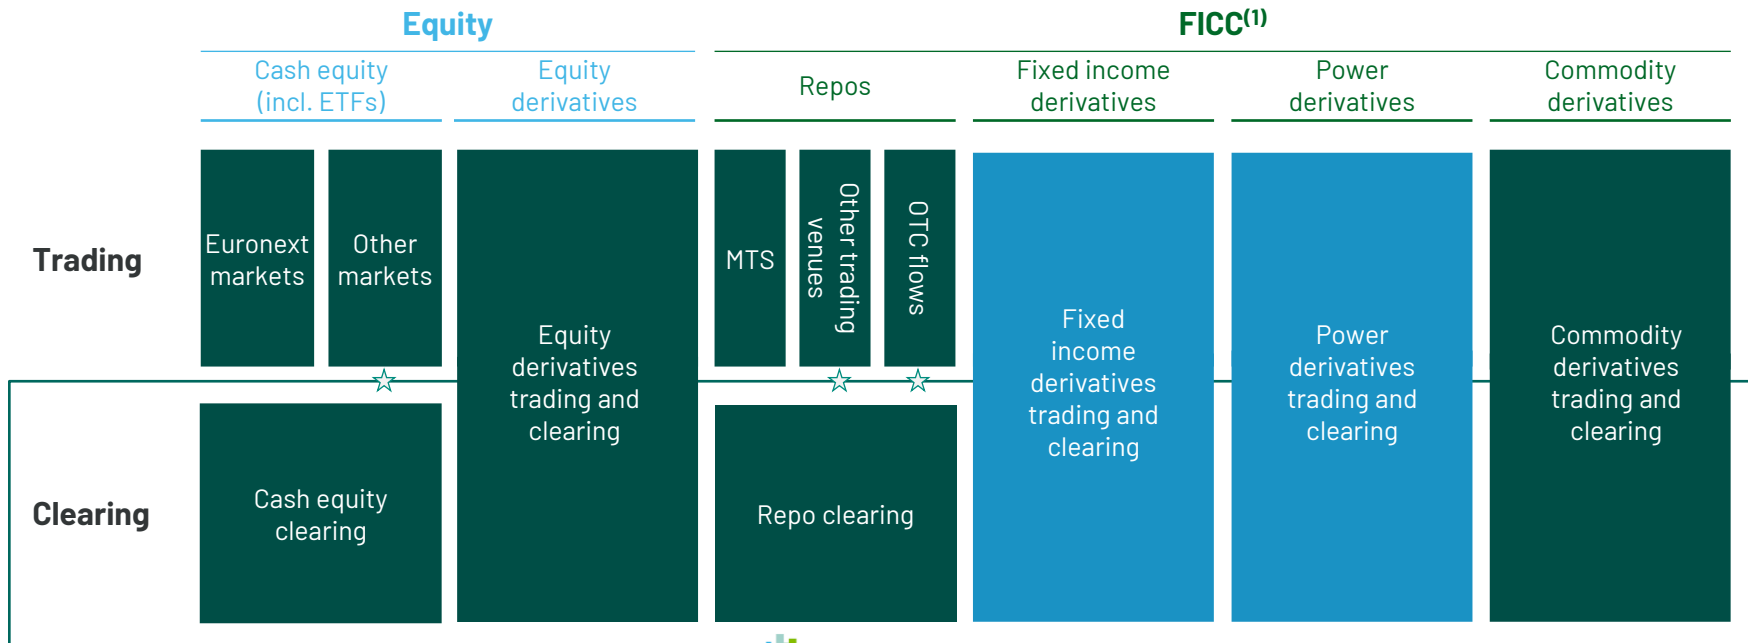 Equity
FICC(1)
Cash equity
(incl. ETFs)
Equity
derivatives
Repos
Fixed income
derivatives
Power
derivatives
Commodity
derivatives
Trading
Euronext
markets
Other
markets
Equity
derivatives
trading and
clearing
MTS
Other trading
venues
OTC flows
Fixed
income
derivatives
trading and
clearing
Power
derivatives
trading and
clearing
Commodity
derivatives
trading and
clearing
Clearing
Cash equity
clearing
Repo clearing